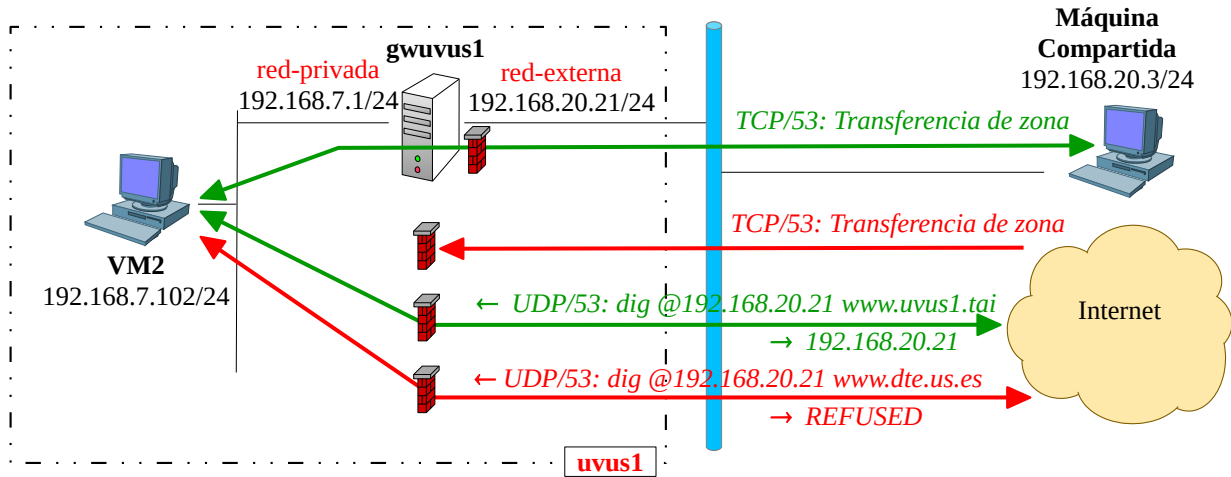 gwuvus1
red-privada
192.168.7.1/24
red-externa
192.168.20.21/24
Máquina
Compartida
192.168.20.3/24
TCP/53: Transferencia de zona
TCP/53: Transferencia de zona
VM2
192.168.7.102/24
← UDP/53: dig @192.168.20.21 www.uvus1.tai
→ 192.168.20.21
Internet
← UDP/53: dig @192.168.20.21 www.dte.us.es
→ REFUSED
uvus1